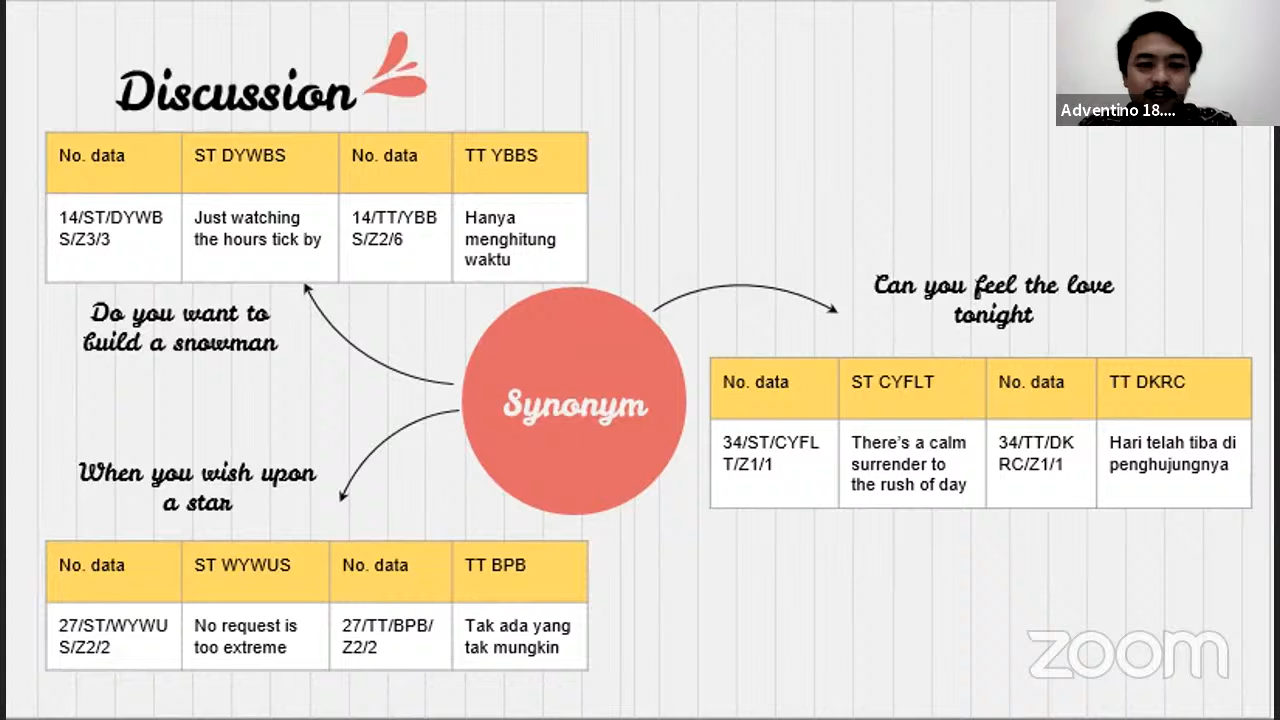 Discussion
Adventino 18....
No. data
ST DYWBS
No. data
TT YBBS
14/ST/DYWB
S/Z3/3
Just watching
the hours tick by
14/TT/YBB
S/Z2/6
Hanya
menghitung
waktu
Do you want to
build a snowman
Synonym
Can you feel the love
tonight
No. data
ST CYFLT
No. data
TT DKRC
34/ST/CYFL
T/Z1/1
There's a calm
surrender to
the rush of day
34/TT/DK
RC/Z1/1
Hari telah tiba di
penghujungnya
When you wish upon
a star
No. data
ST WYWUS
No. data
TT BPB
27/ST/WYWU
S/Z2/2
No request is
too extreme
27/TT/BPB/
Z2/2
Tak ada yang
tak mungkin
zoom